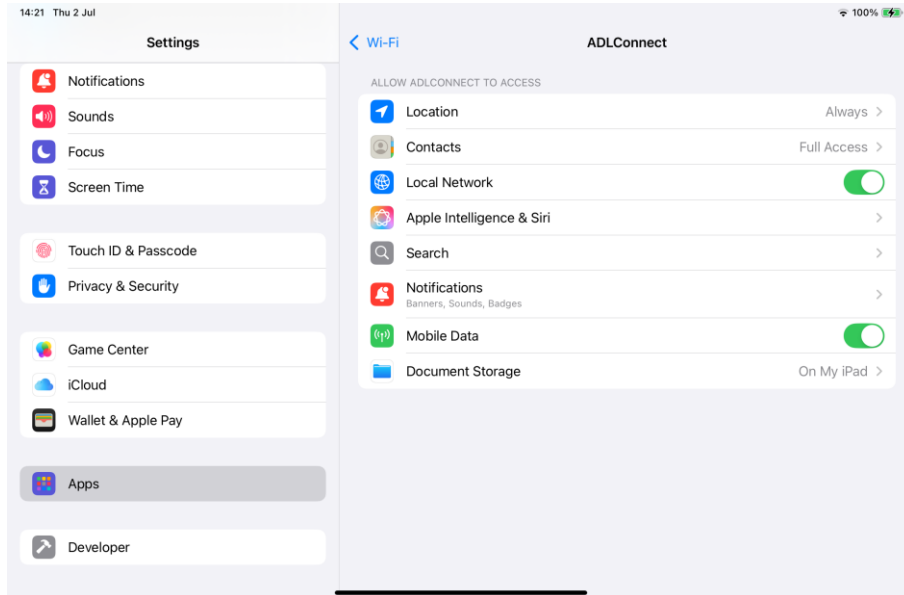 14:21 Thu 2 Jul
100%
Settings
Notifications
Sounds
Focus
Screen Time
Touch ID & Passcode
Privacy & Security
Game Center
iCloud
Wallet & Apple Pay
Apps
Developer
Wi-Fi
ADLConnect
ALLOW ADLCONNECT TO ACCESS
Location Always
Contacts Full Access
Local Network
Apple Intelligence & Siri
Search
Notifications
Banners, Sounds, Badges
Mobile Data
Document Storage On My iPad